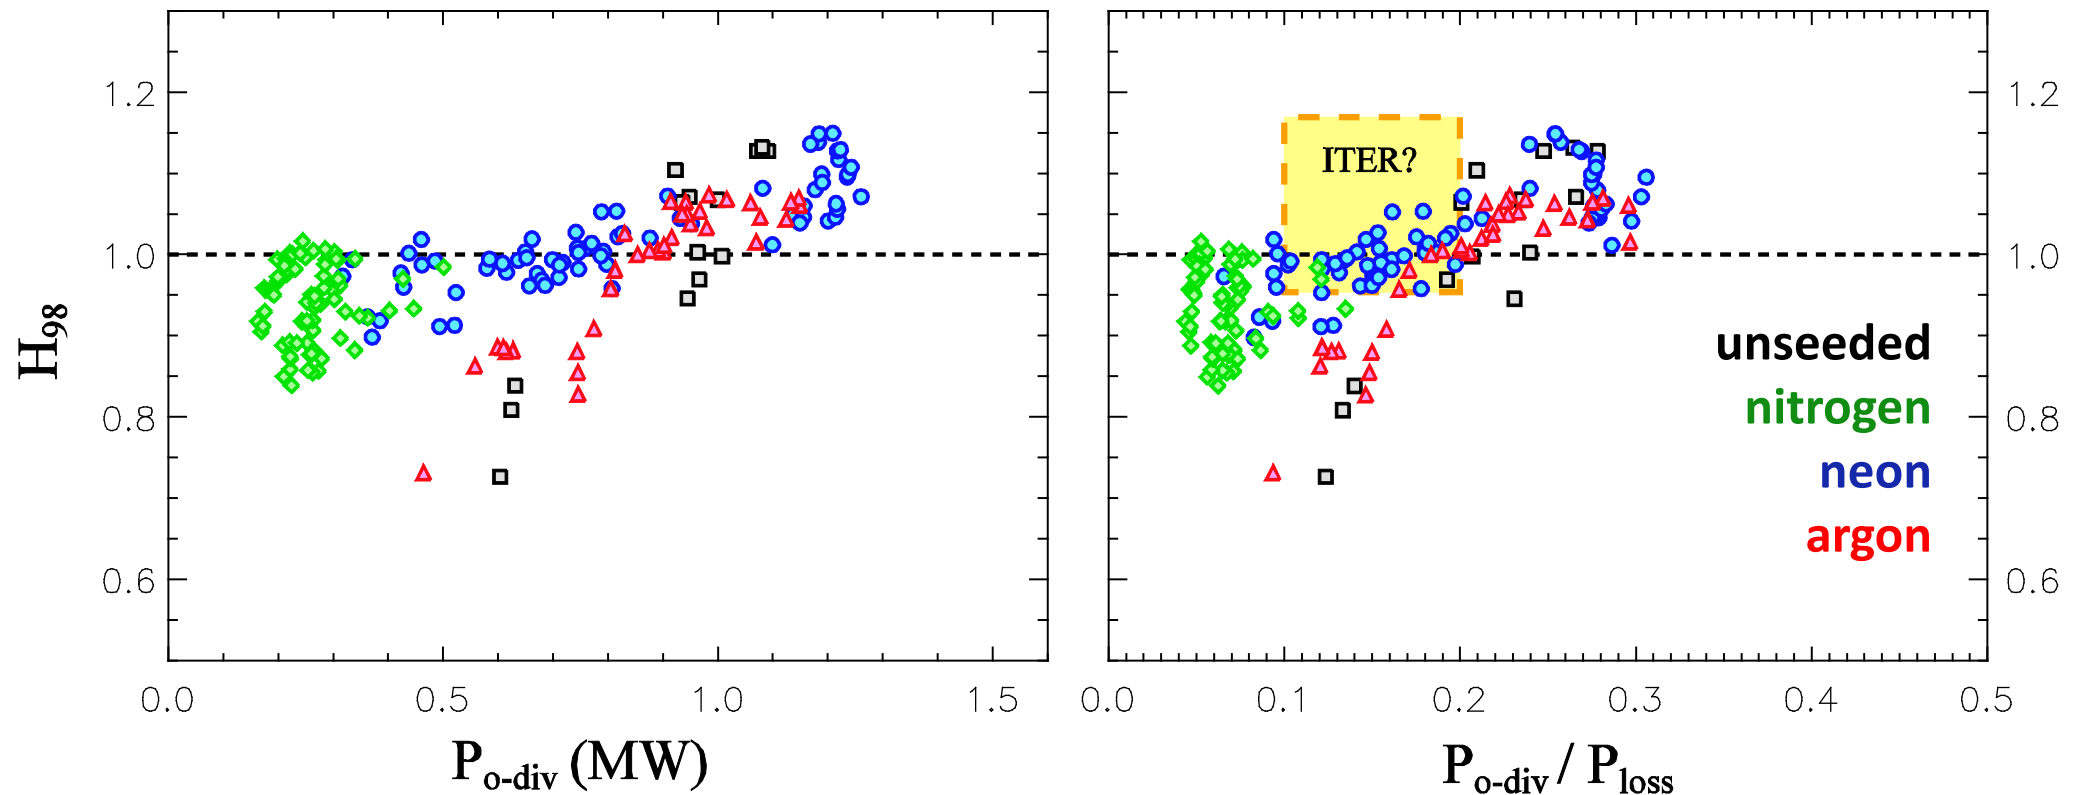 H98
1.2
1.0
0.8
0.6
0.0 0.5 1.0 1.5
Po-div (MW)
ITER?
unseeded
nitrogen
neon
argon
1.2
1.0
0.8
0.6
0.0 0.1 0.2 0.3 0.4 0.5
Po-div / Ploss